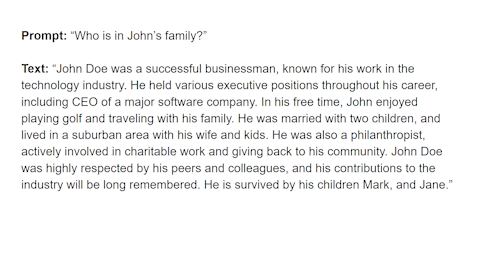 Prompt: “Who is in John’s family?”
Text: “John Doe was a successful businessman, known for his work in the
technology industry. He held various executive positions throughout his career,
including CEO of a major software company. In his free time, John enjoyed
playing golf and traveling with his family. He was married with two children, and
lived in a suburban area with his wife and kids. He was also a philanthropist,
actively involved in charitable work and giving back to his community. John Doe
was highly respected by his peers and colleagues, and his contributions to the
industry will be long remembered. He is survived by his children Mark, and Jane.”